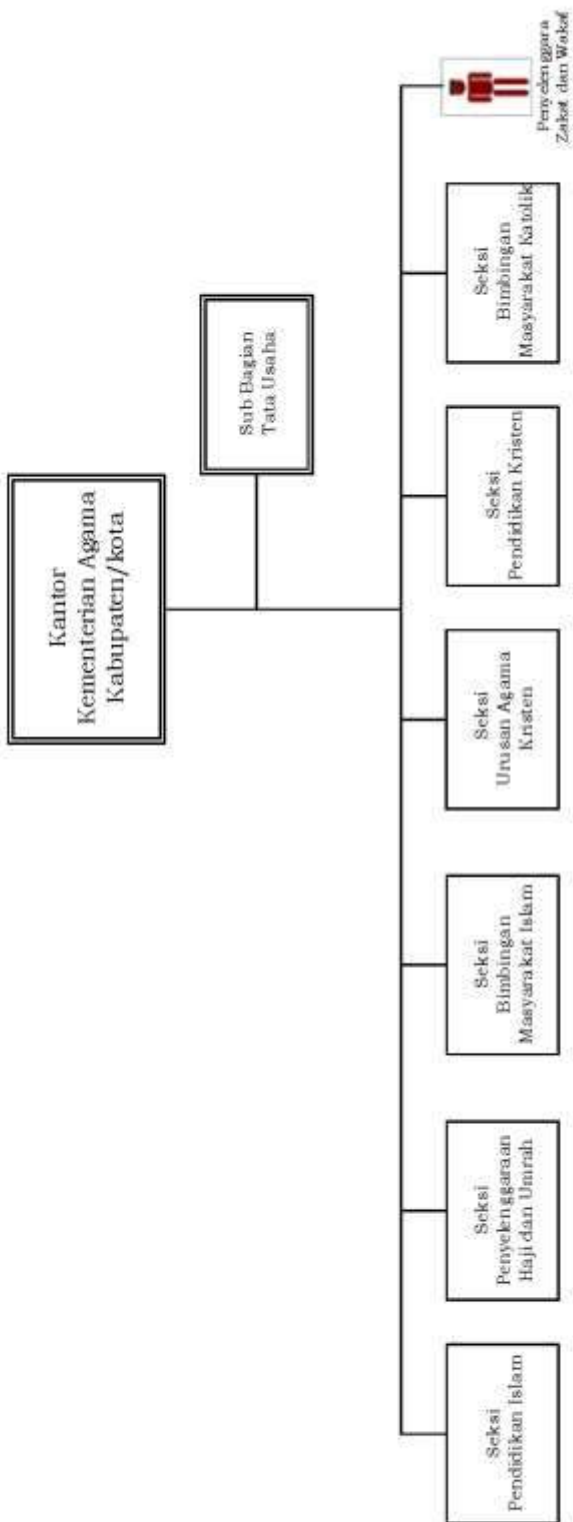 Kantor
Kementerian Agama
Kabupaten/kota
Sub Bagian
Tata Usaha
Seksi
Pendidikan Islam
Seksi
Penyelenggaraan
Haji dan Umrah
Seksi
Bimbingan
Masyarakat Islam
Seksi
Urusan Agama
Kristen
Seksi
Pendidikan Kristen
Seksi
Bimbingan
Masyarakat Katolik
Penyelenggara
Zakat dan Wakaf